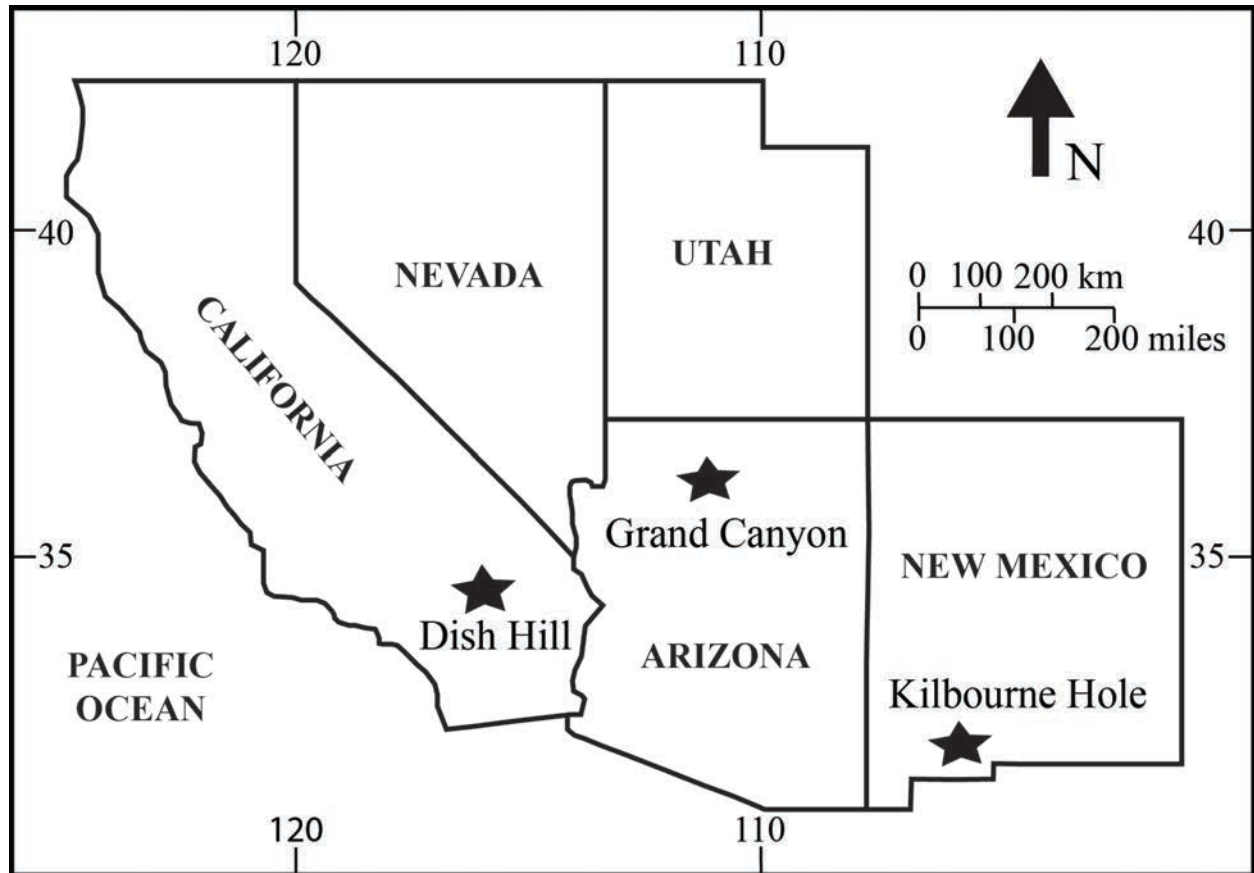 120 110
N
40 40
UTAH
NEVADA
0 100 200 km
0 100 200 miles
CALIFORNIA
Grand Canyon
35 35
NEW MEXICO
Dish Hill
ARIZONA
PACIFIC
OCEAN
Kilbourne Hole
120 110